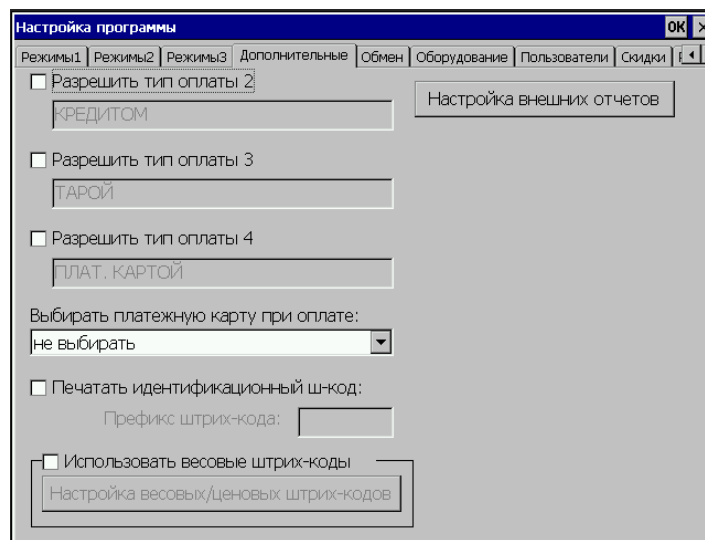 Настройка программы OK ×
Режимы1 Режимы2 Режимы3 Дополнительные Обмен Оборудование Пользователи Скидки
Разрешить тип оплаты 2
Настройка внешних отчетов
КРЕДИТОМ
Разрешить тип оплаты 3
ТАРОЙ
Разрешить тип оплаты 4
ПЛАТ. КАРТОЙ
Выбирать платежную карту при оплате:
не выбирать
Печатать идентификационный ш-код:
Префикс штрих-кода:
Использовать весовые штрих-коды
Настройка весовых/ценовых штрих-кодов